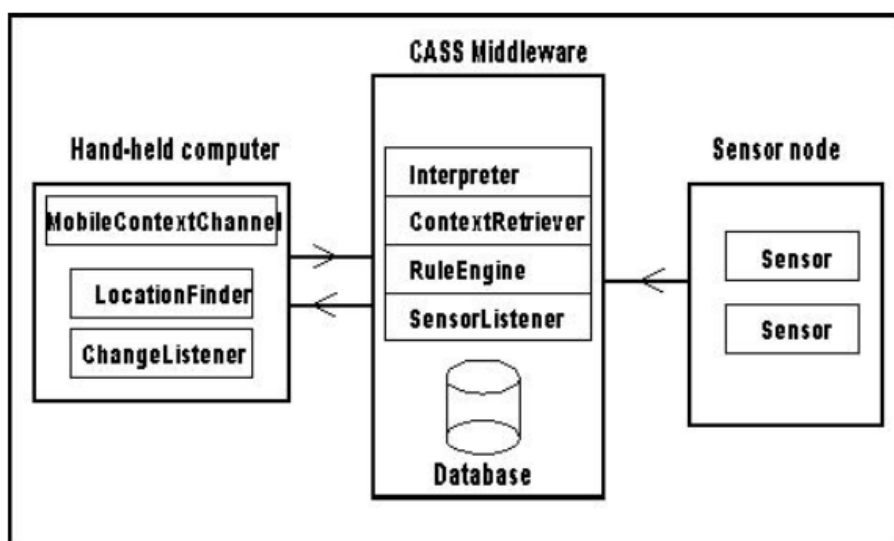 CASS Middleware
Hand-held computer
MobileContextChannel
LocationFinder
ChangeListener
Interpreter
ContextRetriever
RuleEngine
SensorListener
Database
Sensor node
Sensor
Sensor